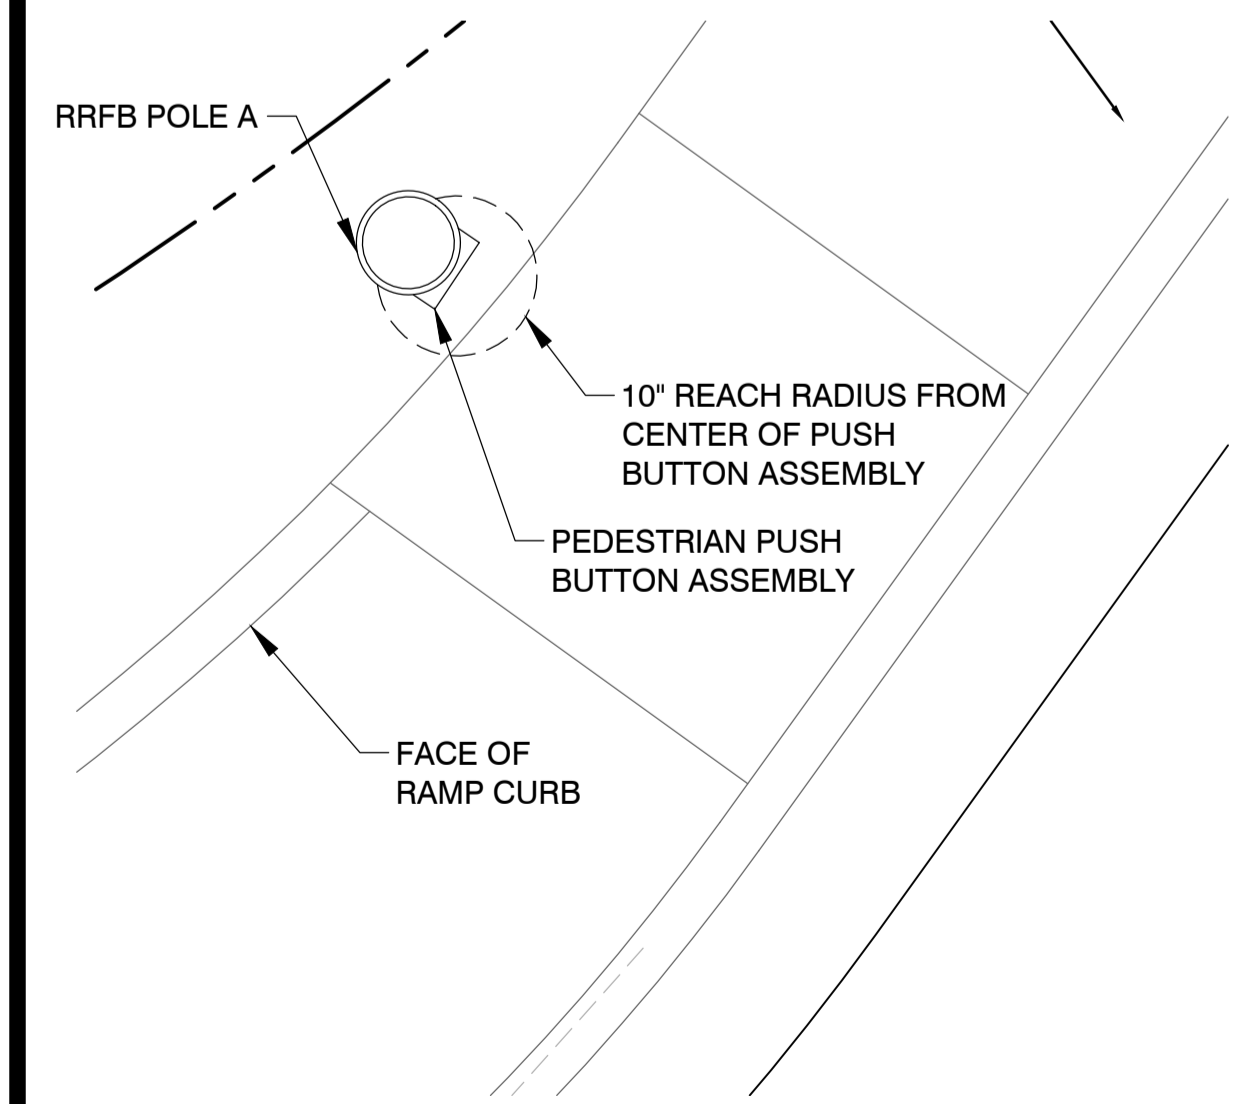 RRFB POLE A
10" REACH RADIUS FROM
CENTER OF PUSH
BUTTON ASSEMBLY
PEDESTRIAN PUSH
BUTTON ASSEMBLY
FACE OF
RAMP CURB